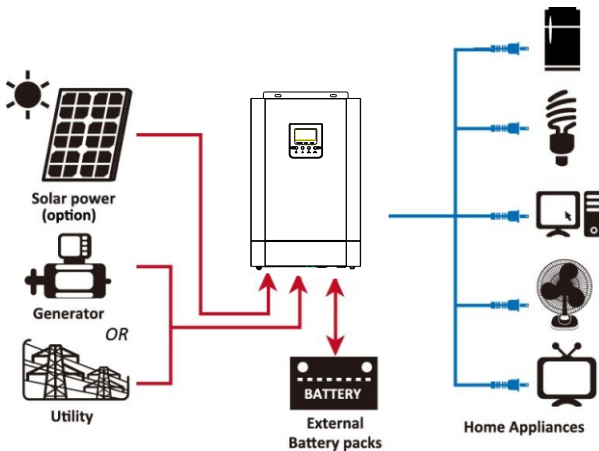 Solar power
(option)
Generator
OR
Utility
BATTERY
External
Battery packs
Home Appliances